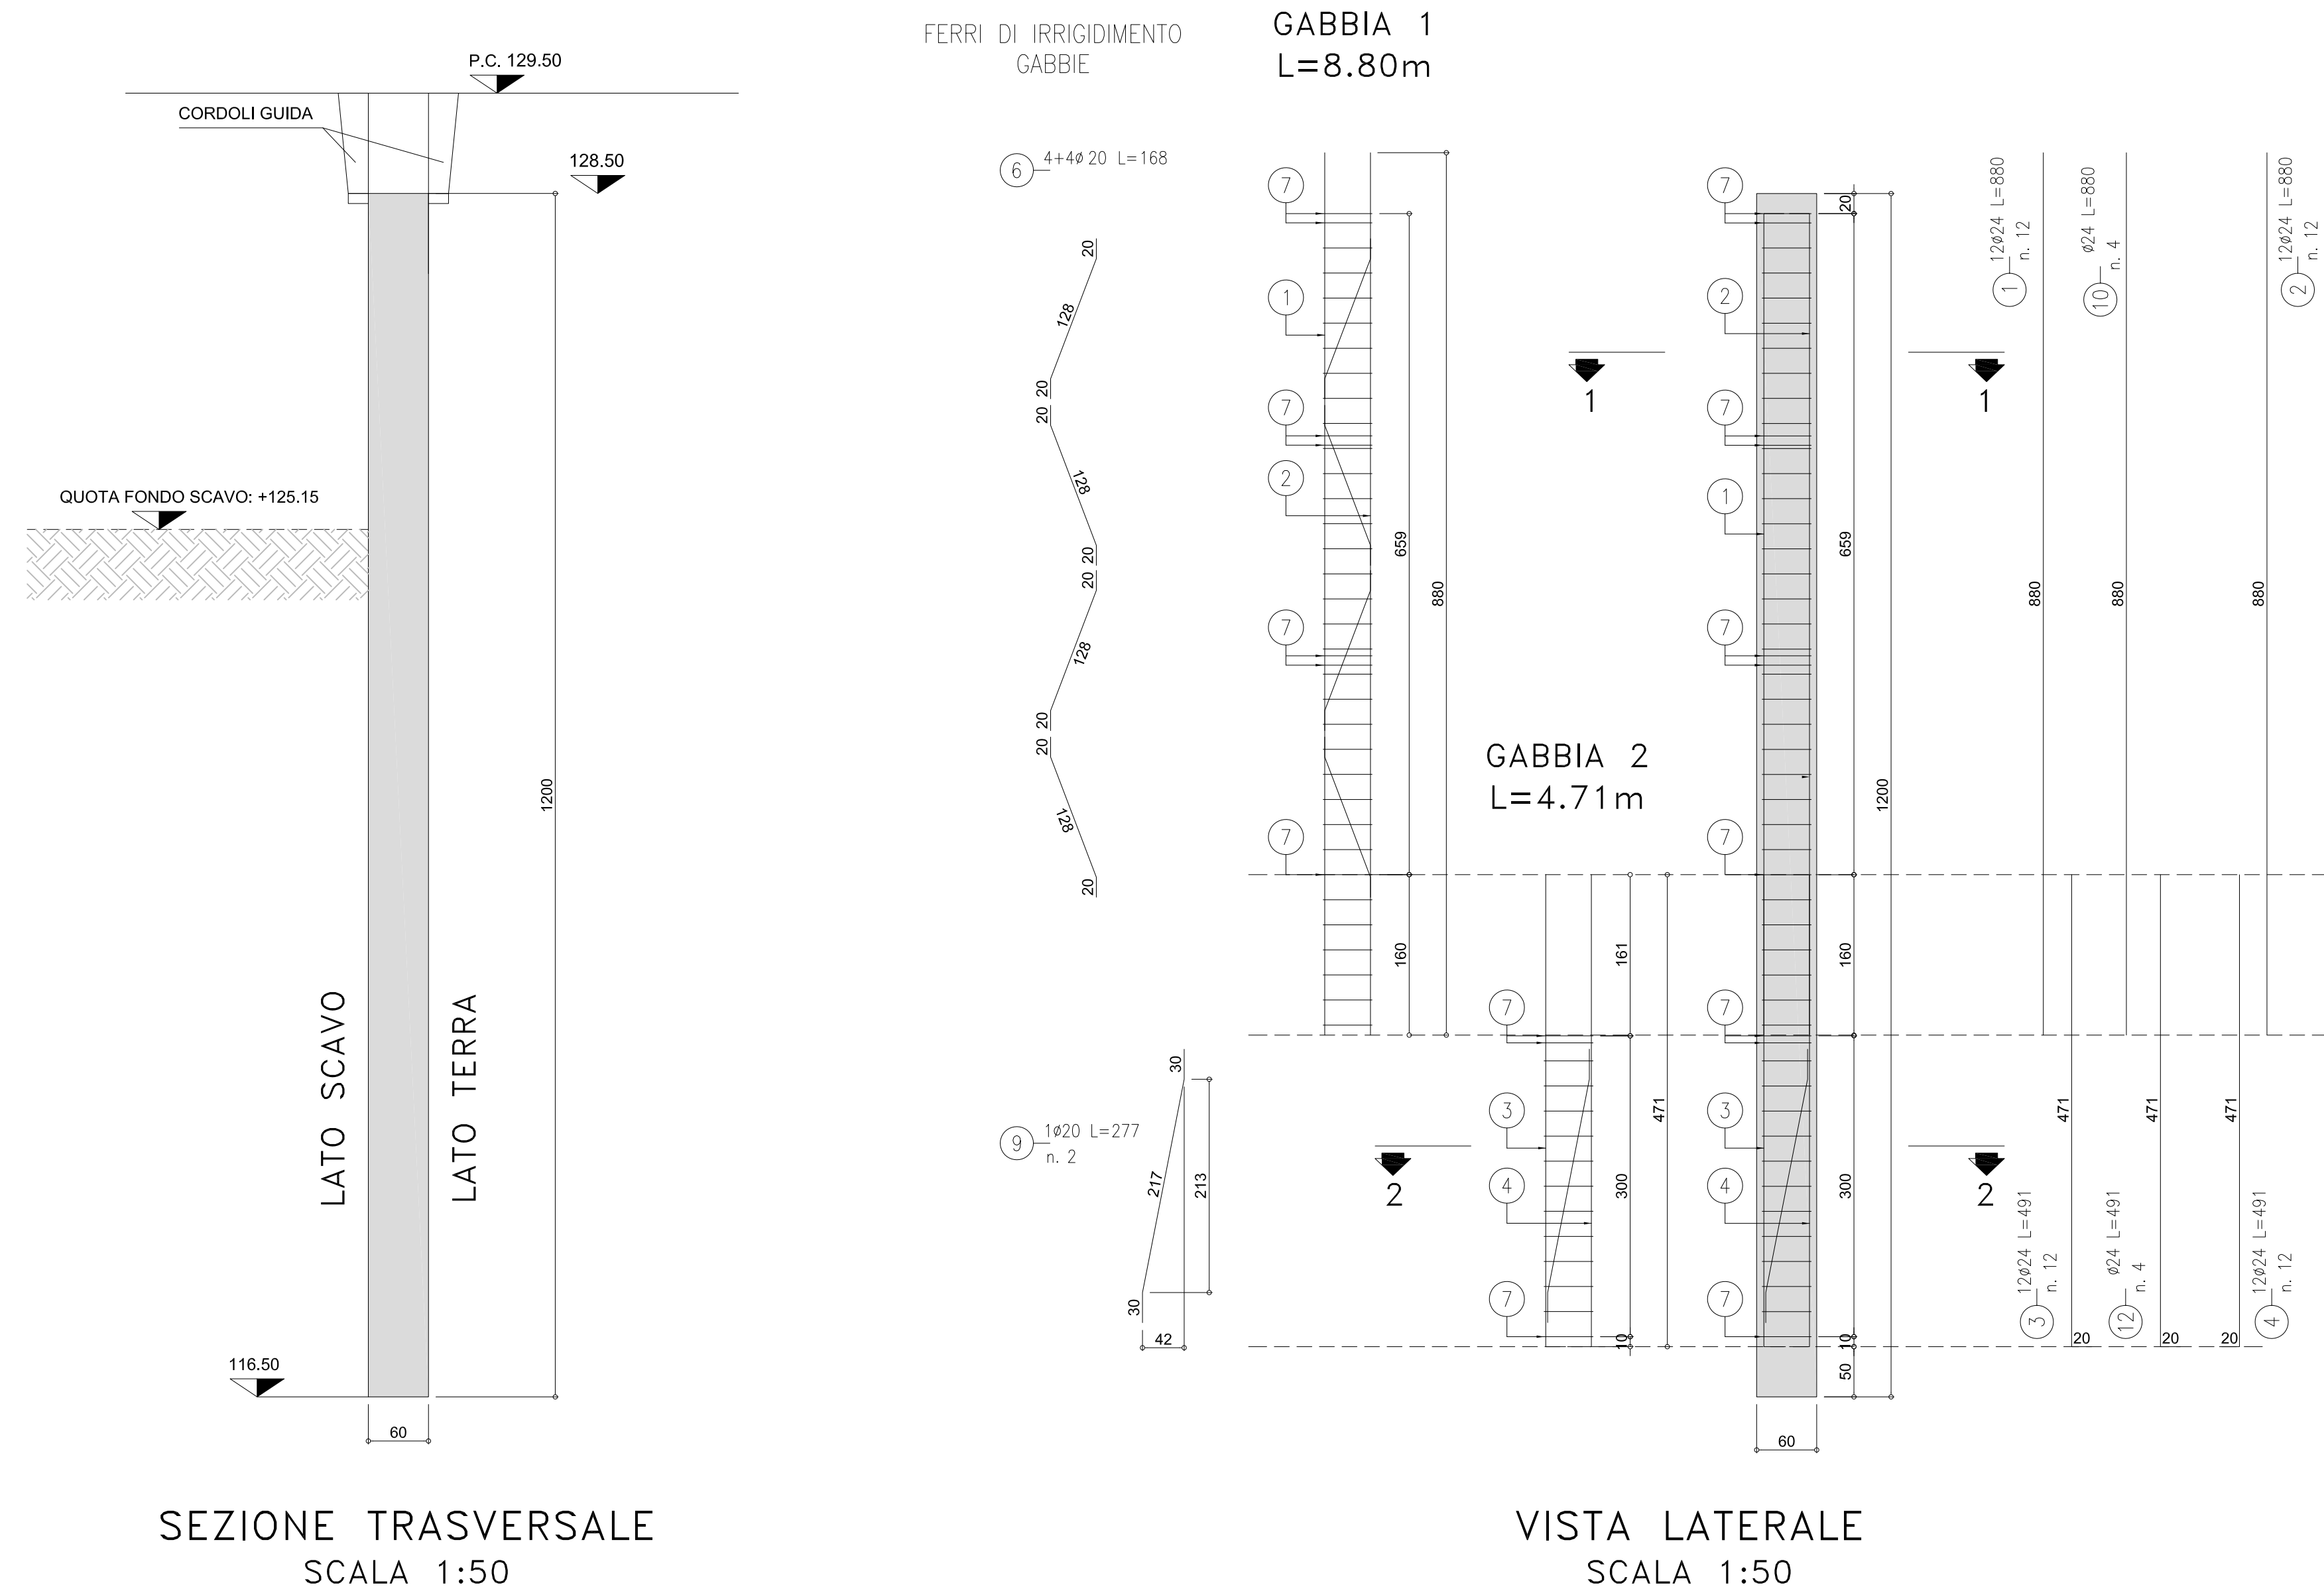 P.C. 129.50
CORDOLI GUIDA
128.50
QUOTA FONDO SCAVO: +125.15
1200
LATO SCAVO
LATO TERRA
116.50
60
SEZIONE TRASVERSALE
SCALA 1:50
FERRI DI IRRIGIDIMENTO
GABBIE
6
4+4ø20 L=168
20
128
20
20
128
20
20
128
20
20
128
20
9
1ø20 L=277
n. 2
30
217
213
30
42
GABBIA 1
L=8.80m
7
1
7
2
7
7
659
160
880
GABBIA 2
L=4.71m
7
3
4
7
161
300
10
471
1
1
2
2
7
2
7
1
7
7
7
3
4
7
20
659
160
300
10
50
1200
60
1
12ø24 L=880
n. 12
880
10
ø24 L=880
n. 4
880
2
12ø24 L=880
n. 12
880
3
12ø24 L=491
n. 12
471
20
12
ø24 L=491
n. 4
471
20
4
12ø24 L=491
n. 12
471
20
VISTA LATERALE
SCALA 1:50